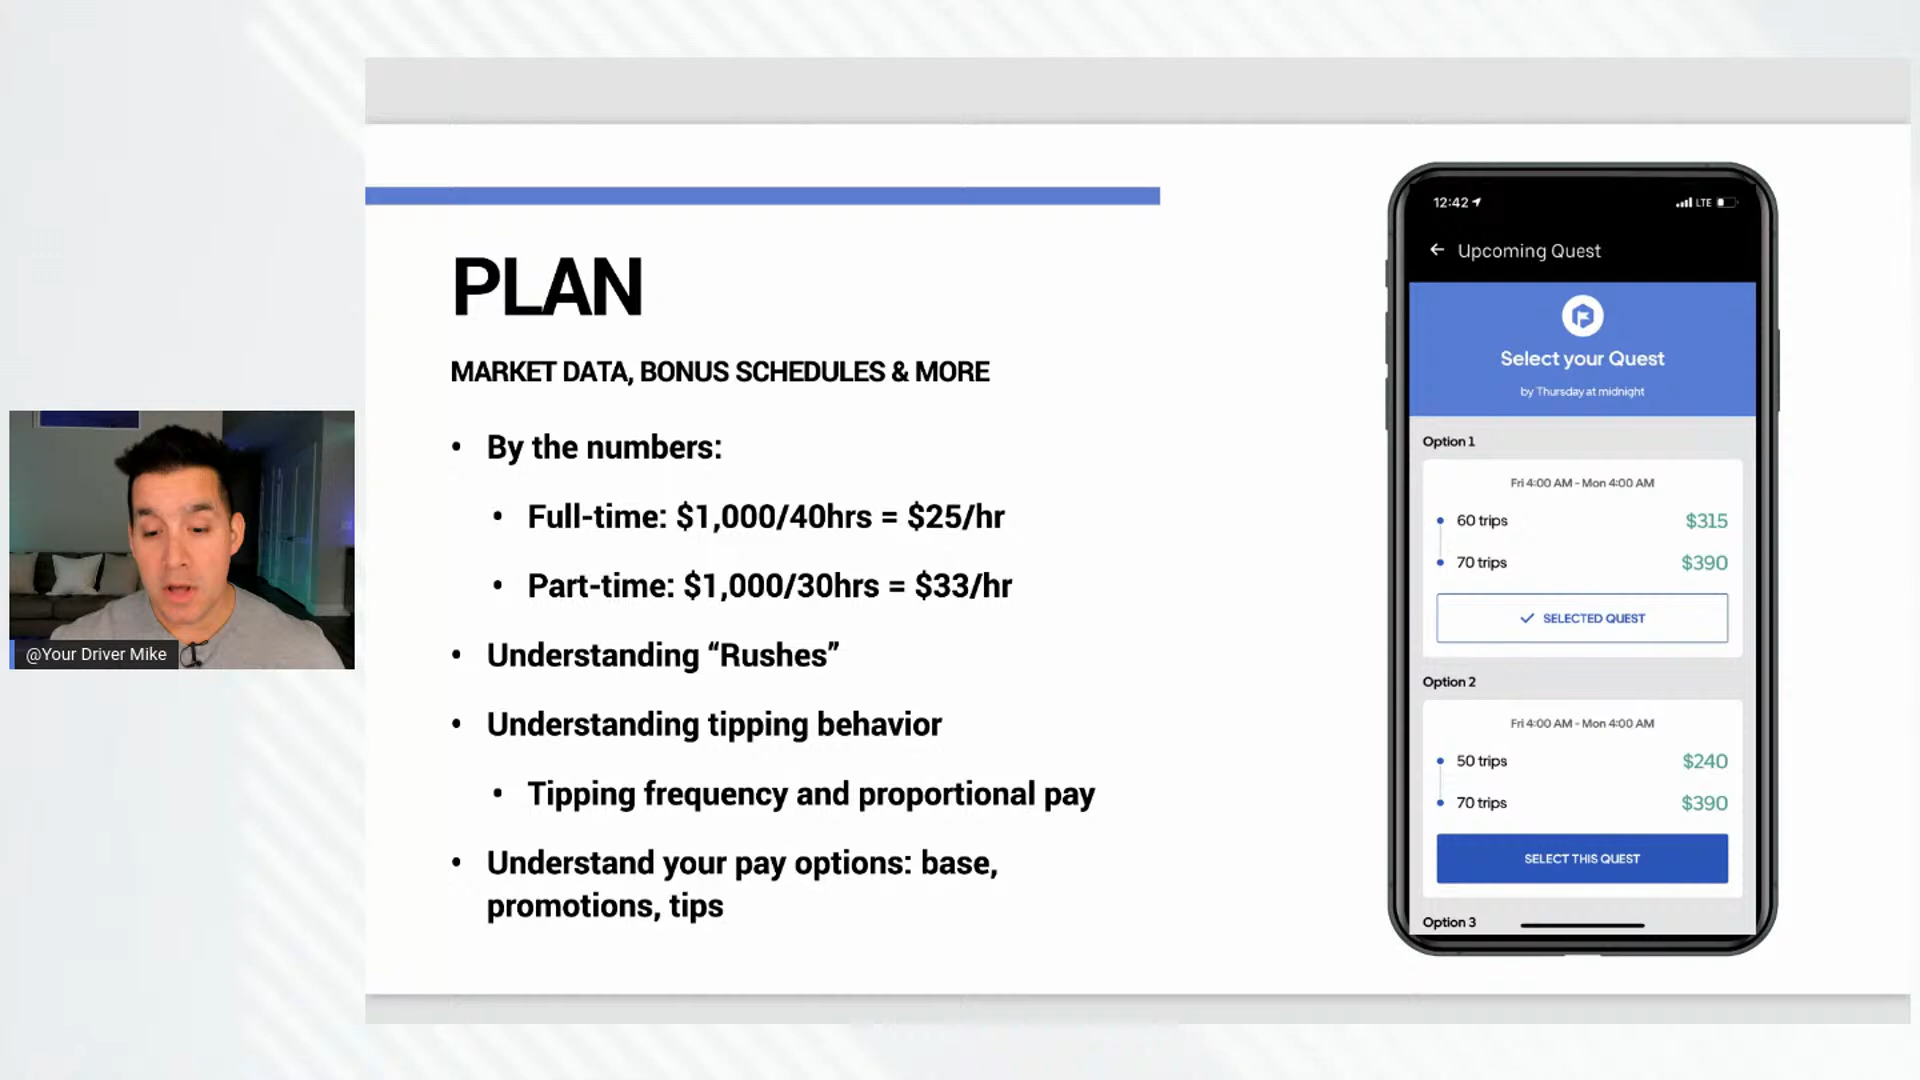 PLAN
MARKET DATA, BONUS SCHEDULES & MORE
• By the numbers:
• Full-time: $1,000/40hrs = $25/hr
• Part-time: $1,000/30hrs = $33/hr
• Understanding “Rushes”
• Understanding tipping behavior
• Tipping frequency and proportional pay
• Understand your pay options: base,
promotions, tips
@Your Driver Mike
12:42
LTE
Upcoming Quest
Select your Quest
by Thursday at midnight
Option 1
Fri 4:00 AM - Mon 4:00 AM
60 trips $315
70 trips $390
SELECTED QUEST
Option 2
Fri 4:00 AM - Mon 4:00 AM
50 trips $240
70 trips $390
SELECT THIS QUEST
Option 3